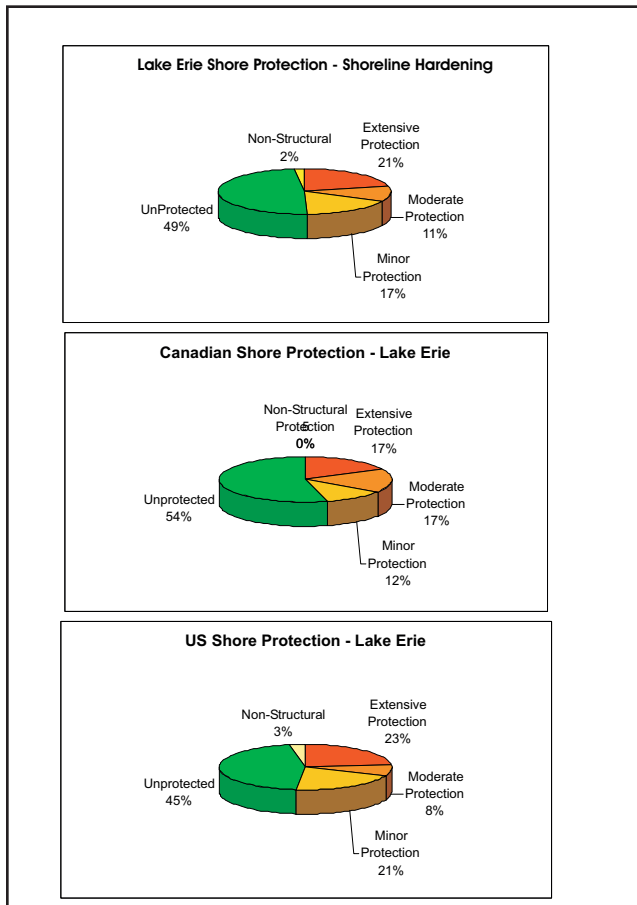 Lake Erie Shore Protection - Shoreline Hardening
Non-Structural
2%
Extensive
Protection
21%
UnProtected
49%
Moderate
Protection
11%
Minor
Protection
17%
Canadian Shore Protection - Lake Erie
Non-Structural
Protection
5
0%
Extensive
Protection
17%
Unprotected
54%
Moderate
Protection
17%
Minor
Protection
12%
US Shore Protection - Lake Erie
Non-Structural
3%
Extensive
Protection
23%
Unprotected
45%
Moderate
Protection
8%
Minor
Protection
21%